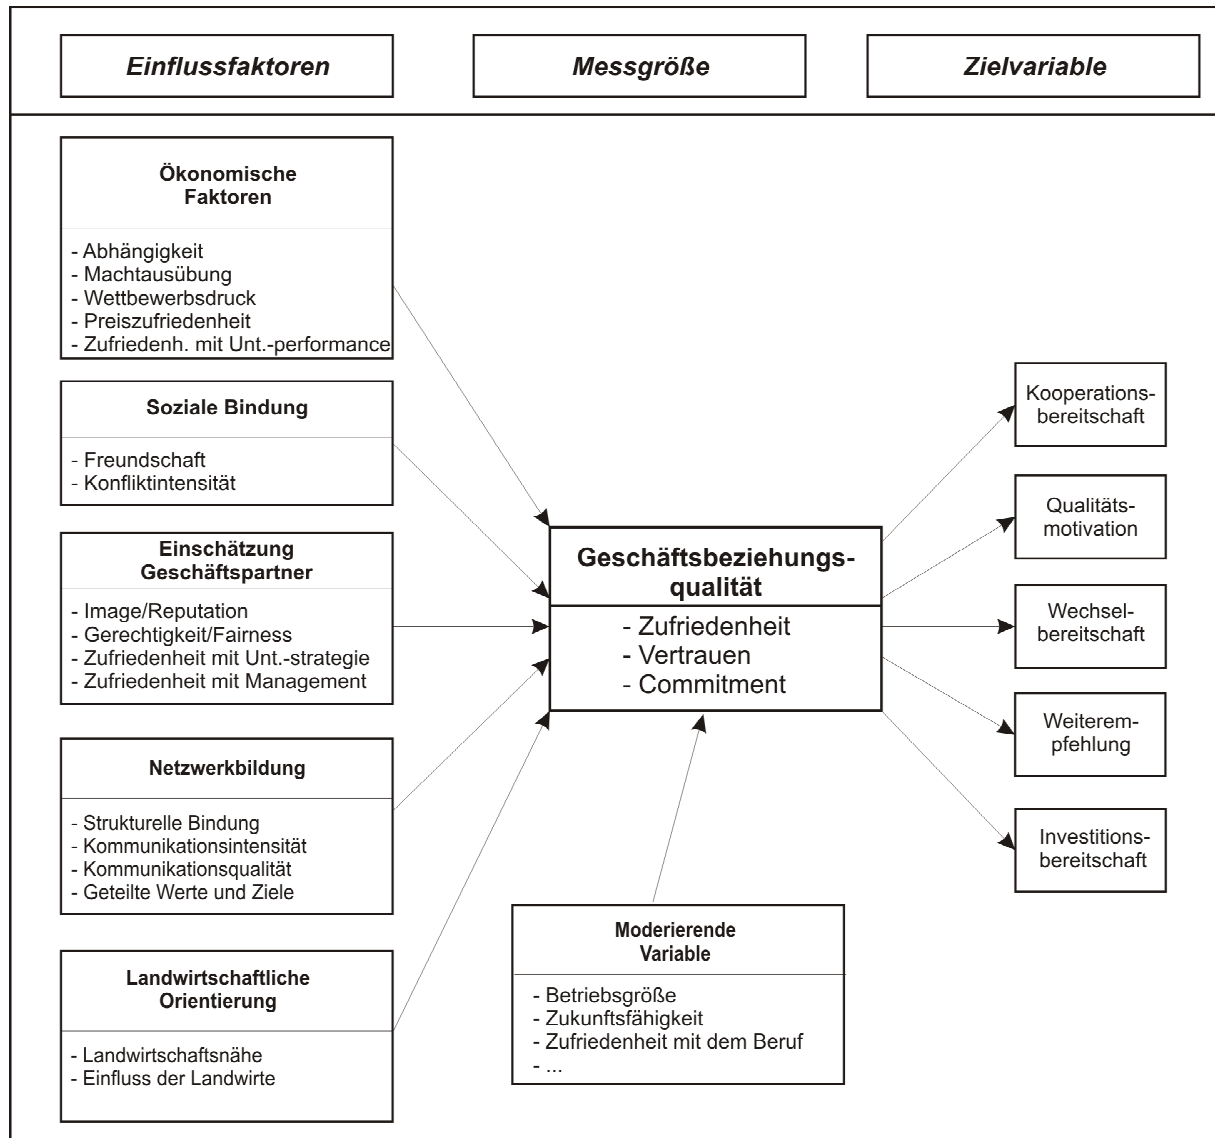 Einflussfaktoren
Messgröße
Zielvariable
Ökonomische
Faktoren
- Abhängigkeit
- Machtausübung
- Wettbewerbsdruck
- Preiszufriedenheit
- Zufriedenh. mit Unt.-performance
Soziale Bindung
- Freundschaft
- Konfliktintensität
Einschätzung
Geschäftspartner
- Image/Reputation
- Gerechtigkeit/Fairness
- Zufriedenheit mit Unt.-strategie
- Zufriedenheit mit Management
Netzwerkbildung
- Strukturelle Bindung
- Kommunikationsintensität
- Kommunikationsqualität
- Geteilte Werte und Ziele
Landwirtschaftliche
Orientierung
- Landwirtschaftsnähe
- Einfluss der Landwirte
Geschäftsbeziehungs-
qualität
- Zufriedenheit
- Vertrauen
- Commitment
Moderierende
Variable
- Betriebsgröße
- Zukunftsfähigkeit
- Zufriedenheit mit dem Beruf
- ...
Kooperations-
bereitschaft
Qualitäts-
motivation
Wechsel-
bereitschaft
Weiterem-
pfehlung
Investitions-
bereitschaft